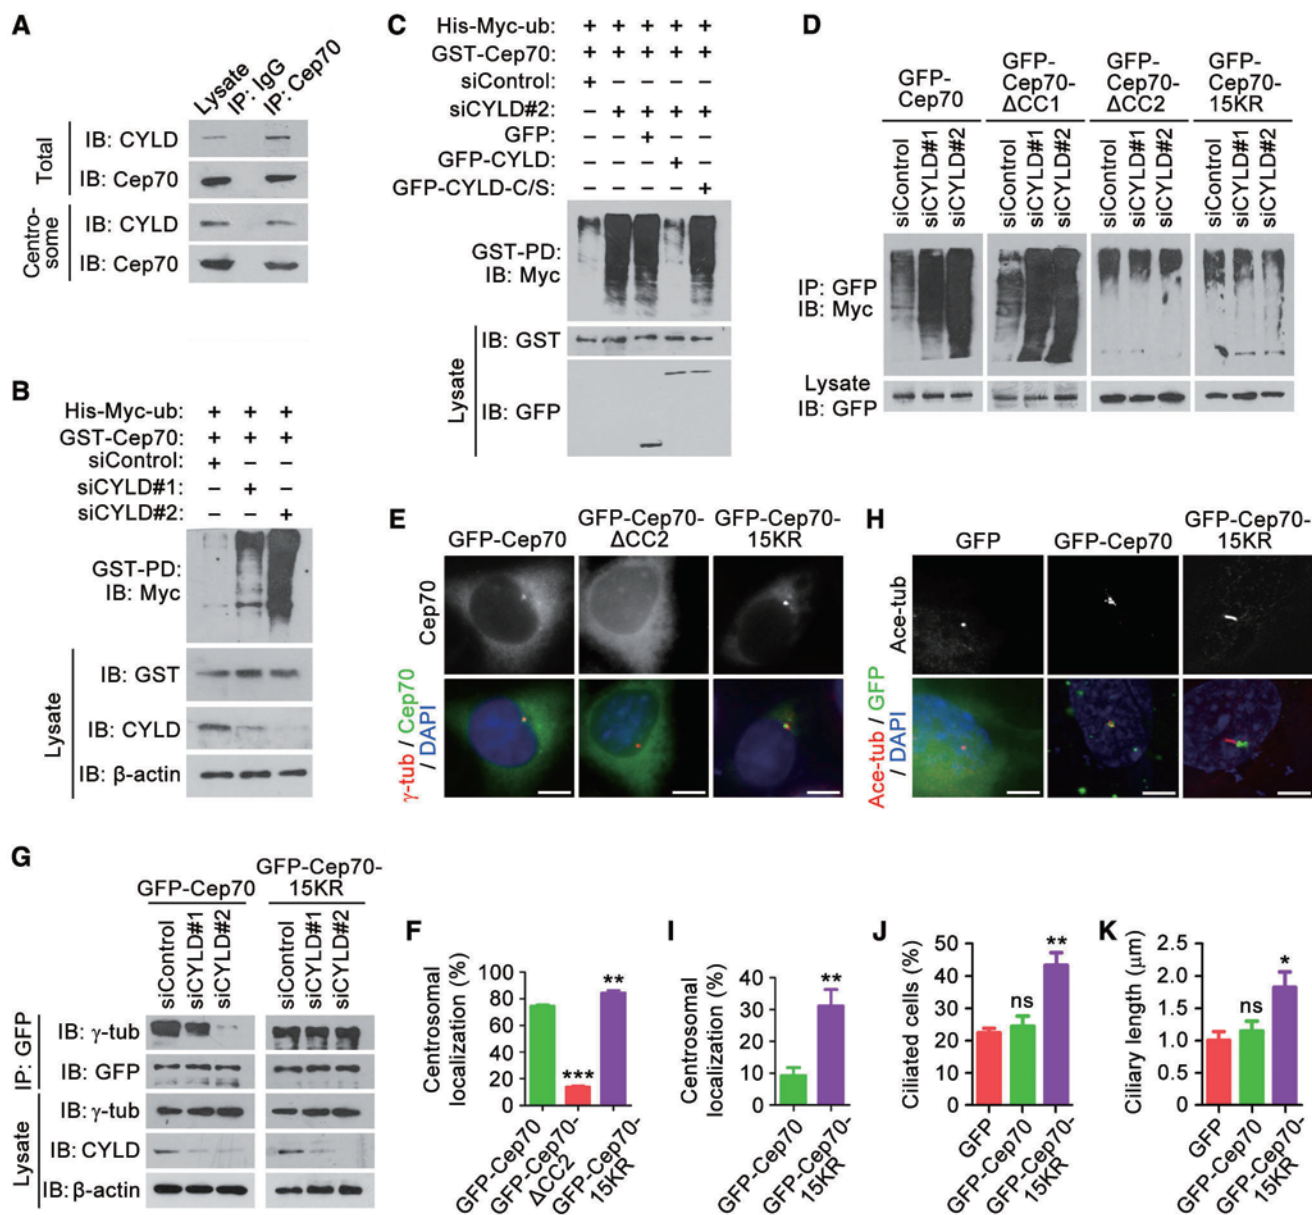 A
Lysate
IP: IgG
IP: Cep70
Total
IB: CYLD
IB: Cep70
Centro-
some
IB: CYLD
IB: Cep70
B
His-Myc-ub: + + +
GST-Cep70: + + +
siControl: + – –
siCYLD#1: – + –
siCYLD#2: – – +
GST-PD:
IB: Myc
Lysate
IB: GST
IB: CYLD
IB: β-actin
C
His-Myc-ub: + + + + +
GST-Cep70: + + + + +
siControl: + – – – –
siCYLD#2: – + + + +
GFP: – – + – –
GFP-CYLD: – – – + –
GFP-CYLD-C/S: – – – – +
GST-PD:
IB: Myc
Lysate
IB: GST
IB: GFP
D
GFP-
Cep70
GFP-
Cep70-
ΔCC1
GFP-
Cep70-
ΔCC2
GFP-
Cep70-
15KR
siControl
siCYLD#1
siCYLD#2
siControl
siCYLD#1
siCYLD#2
siControl
siCYLD#1
siCYLD#2
siControl
siCYLD#1
siCYLD#2
IP: GFP
IB: Myc
Lysate
IB: GFP
E
GFP-Cep70
GFP-Cep70-
ΔCC2
GFP-Cep70-
15KR
Cep70
γ-tub / Cep70
/ DAPI
H
GFP
GFP-Cep70
GFP-Cep70-
15KR
Ace-tub
Ace-tub / GFP
/ DAPI
G
GFP-Cep70
GFP-Cep70-
15KR
siControl
siCYLD#1
siCYLD#2
siControl
siCYLD#1
siCYLD#2
IP: GFP
IB: γ-tub
IB: GFP
Lysate
IB: γ-tub
IB: CYLD
IB: β-actin
F
Centrosomal
localization (%)
100
80
60
40
20
0
***
**
GFP-Cep70
GFP-Cep70-
ΔCC2
GFP-Cep70-
15KR
I
Centrosomal
localization (%)
40
30
20
10
0
**
GFP-Cep70
GFP-Cep70-
15KR
J
Ciliated cells (%)
50
40
30
20
10
0
ns
**
GFP
GFP-Cep70
GFP-Cep70-
15KR
K
Ciliary length (μm)
2.5
2.0
1.5
1.0
0.5
0
ns
*
GFP
GFP-Cep70
GFP-Cep70-
15KR